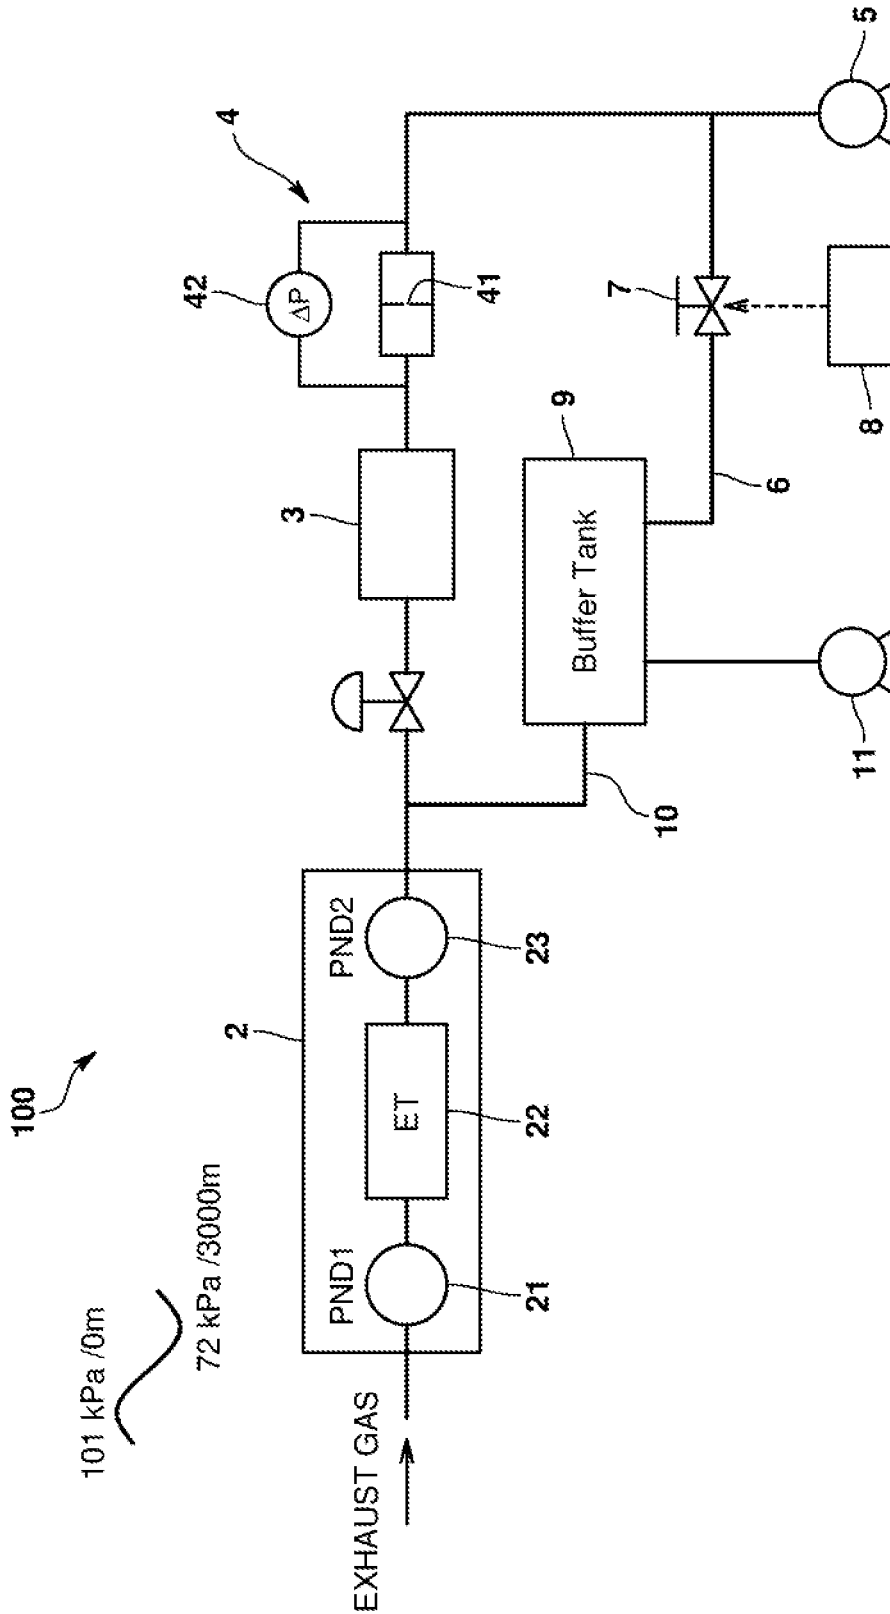 100
101 kPa /0m
72 kPa /3000m
EXHAUST GAS
2
PND1
21
ET
22
PND2
23
3
4
42
ΔP
41
5
7
8
6
9
Buffer Tank
10
11